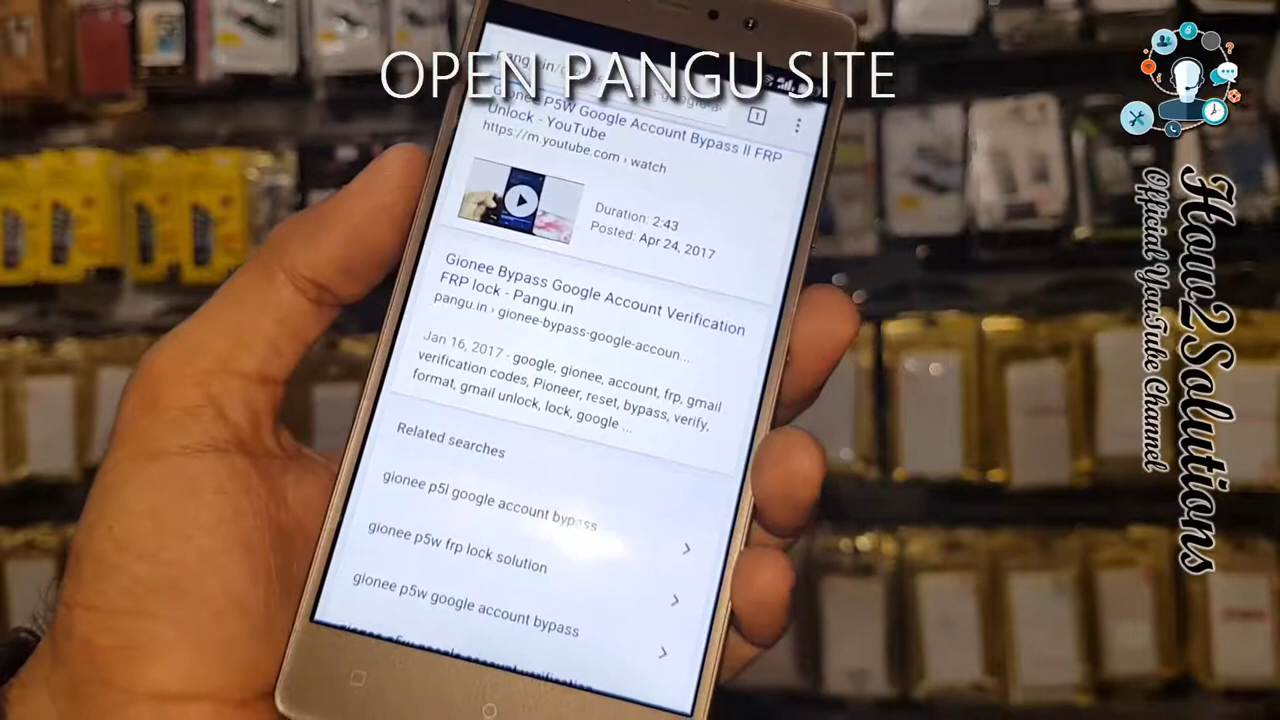 OPEN PANGU SITE
Gionee P5W Google Account Bypass II FRP
Unlock - YouTube
https://m.youtube.com › watch
Duration: 2:43
Posted: Apr 24, 2017
Gionee Bypass Google Account Verification
FRP lock - Pangu.in
pangu.in › gionee-bypass-google-accoun...
Jan 16, 2017 - google, gionee, account, frp, gmail
verification codes, Pioneer, reset, bypass, verify,
format, gmail unlock, lock, google ...
Related searches
gionee p5l google account bypass
gionee p5w frp lock solution
gionee p5w google account bypass
How2Solutions
Official YouTube Channel